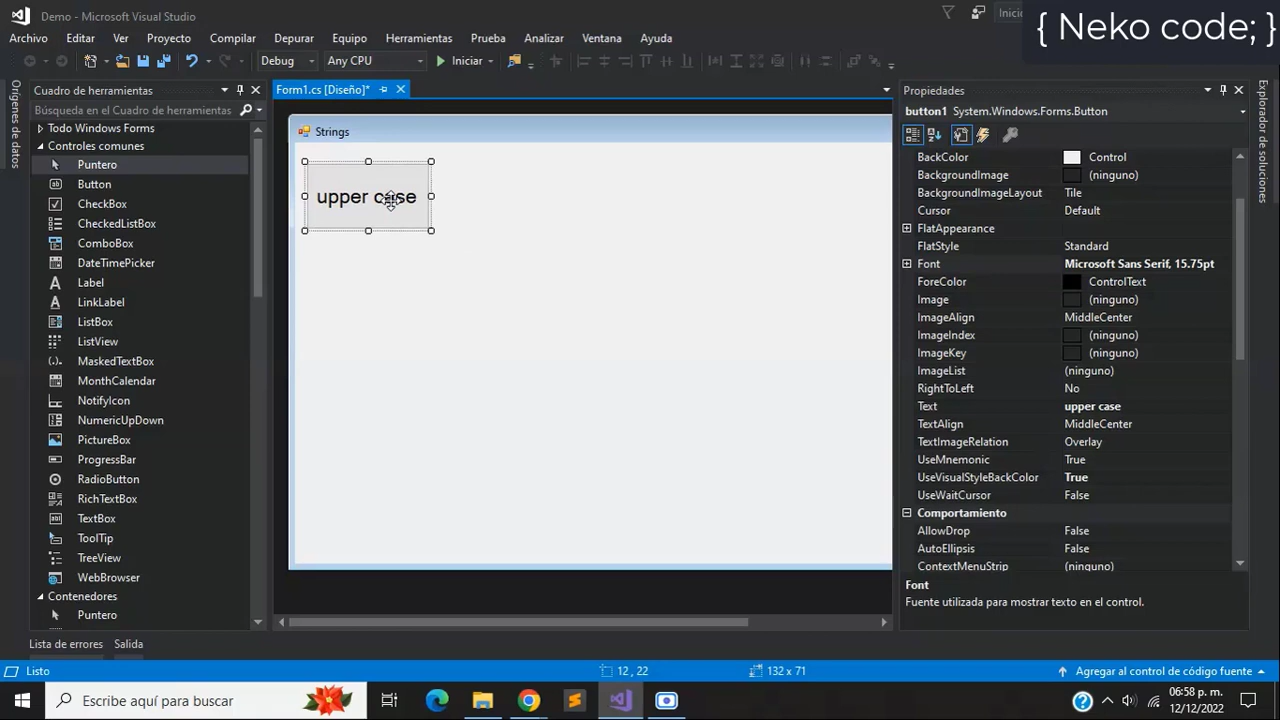 Demo - Microsoft Visual Studio
Inicia
{ Neko code; }
Archivo Editar Ver Proyecto Compilar Depurar Equipo Herramientas Prueba Analizar Ventana Ayuda
Debug Any CPU Iniciar
Orígenes de datos
Cuadro de herramientas
Búsqueda en el Cuadro de herramientas
Todo Windows Forms
Controles comunes
Puntero
Button
CheckBox
CheckedListBox
ComboBox
DateTimePicker
Label
LinkLabel
ListBox
ListView
MaskedTextBox
MonthCalendar
NotifyIcon
NumericUpDown
PictureBox
ProgressBar
RadioButton
RichTextBox
TextBox
ToolTip
TreeView
WebBrowser
Contenedores
Puntero
Lista de errores Salida
Form1.cs [Diseño]*
Strings
upper case
Propiedades
button1 System.Windows.Forms.Button
BackColor Control
BackgroundImage (ninguno)
BackgroundImageLayout Tile
Cursor Default
FlatAppearance
FlatStyle Standard
Font Microsoft Sans Serif, 15.75pt
ForeColor ControlText
Image (ninguno)
ImageAlign MiddleCenter
ImageIndex (ninguno)
ImageKey (ninguno)
ImageList (ninguno)
RightToLeft No
Text upper case
TextAlign MiddleCenter
TextImageRelation Overlay
UseMnemonic True
UseVisualStyleBackColor True
UseWaitCursor False
Comportamiento
AllowDrop False
AutoEllipsis False
ContextMenuStrip (ninguno)
Font
Fuente utilizada para mostrar texto en el control.
Explorador de soluciones
Listo 12 , 22 132 x 71 Agregar al control de código fuente
Escribe aquí para buscar
06:58 p. m.
12/12/2022